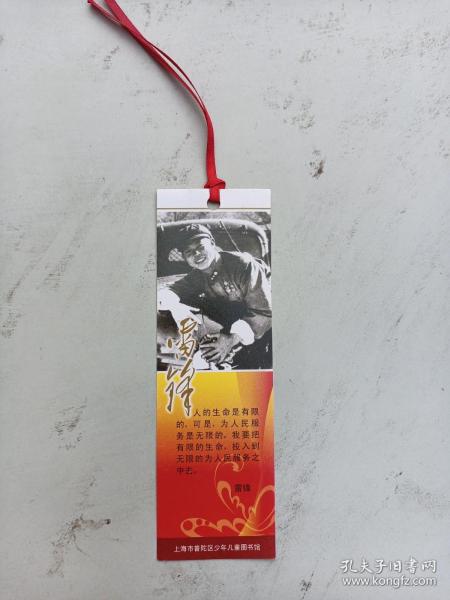 雷锋
人的生命是有限
的，可是，为人民服
务是无限的。我要把
有限的生命，投入到
无限的为人民服务之
中去。
雷锋
上海市普陀区少年儿童图书馆
孔夫子旧书网
www.kongfz.com